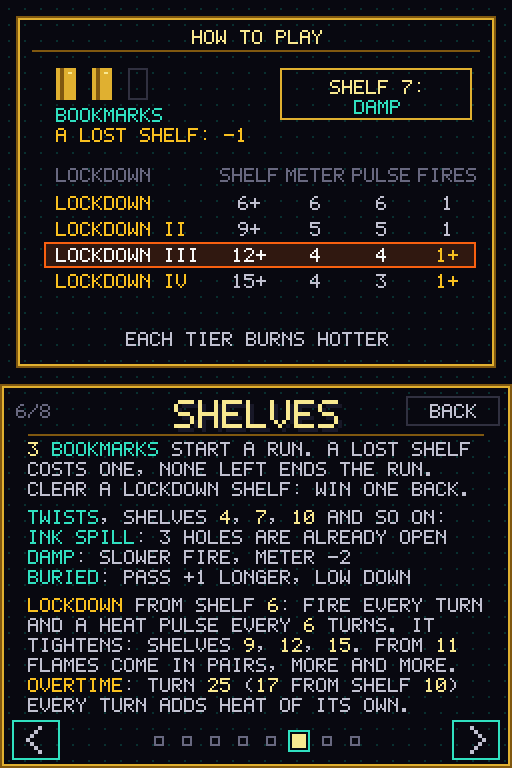 HOW TO PLAY
SHELF 7:
DAMP
BOOKMARKS
A LOST SHELF: -1
LOCKDOWN SHELF METER PULSE FIRES
LOCKDOWN 6+ 6 6 1
LOCKDOWN II 9+ 5 5 1
LOCKDOWN III 12+ 4 4 1+
LOCKDOWN IV 15+ 4 3 1+
EACH TIER BURNS HOTTER
6/8
SHELVES
BACK
3 BOOKMARKS START A RUN. A LOST SHELF
COSTS ONE, NONE LEFT ENDS THE RUN.
CLEAR A LOCKDOWN SHELF: WIN ONE BACK.
TWISTS, SHELVES 4, 7, 10 AND SO ON:
INK SPILL: 3 HOLES ARE ALREADY OPEN
DAMP: SLOWER FIRE, METER -2
BURIED: PASS +1 LONGER, LOW DOWN
LOCKDOWN FROM SHELF 6: FIRE EVERY TURN
AND A HEAT PULSE EVERY 6 TURNS. IT
TIGHTENS: SHELVES 9, 12, 15. FROM 11
FLAMES COME IN PAIRS, MORE AND MORE.
OVERTIME: TURN 25 (17 FROM SHELF 10)
EVERY TURN ADDS HEAT OF ITS OWN.